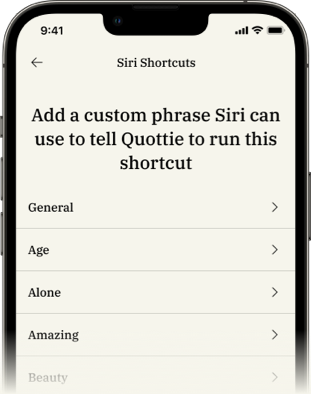 9:41
Siri Shortcuts
Add a custom phrase Siri can
use to tell Quottie to run this
shortcut
General
Age
Alone
Amazing
Beauty